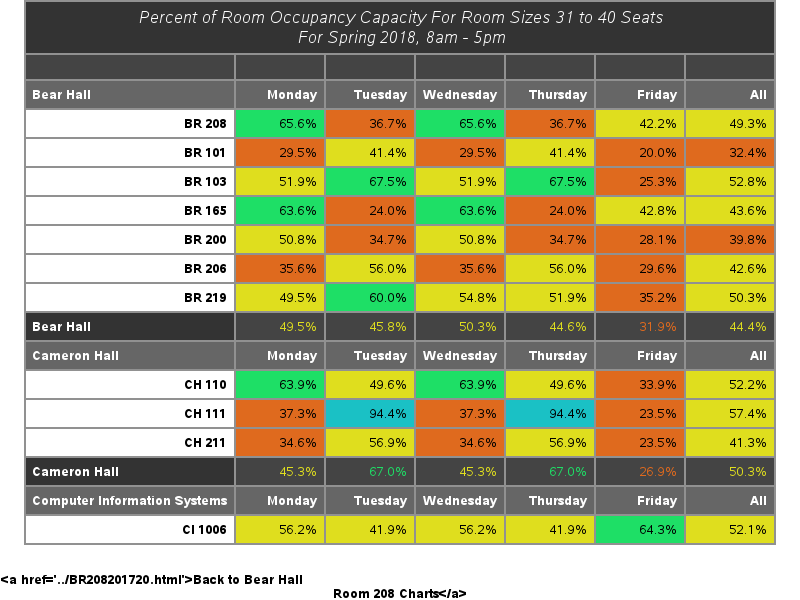 Percent of Room Occupancy Capacity For Room Sizes 31 to 40 Seats
For Spring 2018, 8am - 5pm
Bear Hall Monday Tuesday Wednesday Thursday Friday All
BR 208 65.6% 36.7% 65.6% 36.7% 42.2% 49.3%
BR 101 29.5% 41.4% 29.5% 41.4% 20.0% 32.4%
BR 103 51.9% 67.5% 51.9% 67.5% 25.3% 52.8%
BR 165 63.6% 24.0% 63.6% 24.0% 42.8% 43.6%
BR 200 50.8% 34.7% 50.8% 34.7% 28.1% 39.8%
BR 206 35.6% 56.0% 35.6% 56.0% 29.6% 42.6%
BR 219 49.5% 60.0% 54.8% 51.9% 35.2% 50.3%
Bear Hall 49.5% 45.8% 50.3% 44.6% 31.9% 44.4%
Cameron Hall Monday Tuesday Wednesday Thursday Friday All
CH 110 63.9% 49.6% 63.9% 49.6% 33.9% 52.2%
CH 111 37.3% 94.4% 37.3% 94.4% 23.5% 57.4%
CH 211 34.6% 56.9% 34.6% 56.9% 23.5% 41.3%
Cameron Hall 45.3% 67.0% 45.3% 67.0% 26.9% 50.3%
Computer Information Systems Monday Tuesday Wednesday Thursday Friday All
CI 1006 56.2% 41.9% 56.2% 41.9% 64.3% 52.1%
<a href='../BR208201720.html'>Back to Bear Hall
Room 208 Charts</a>